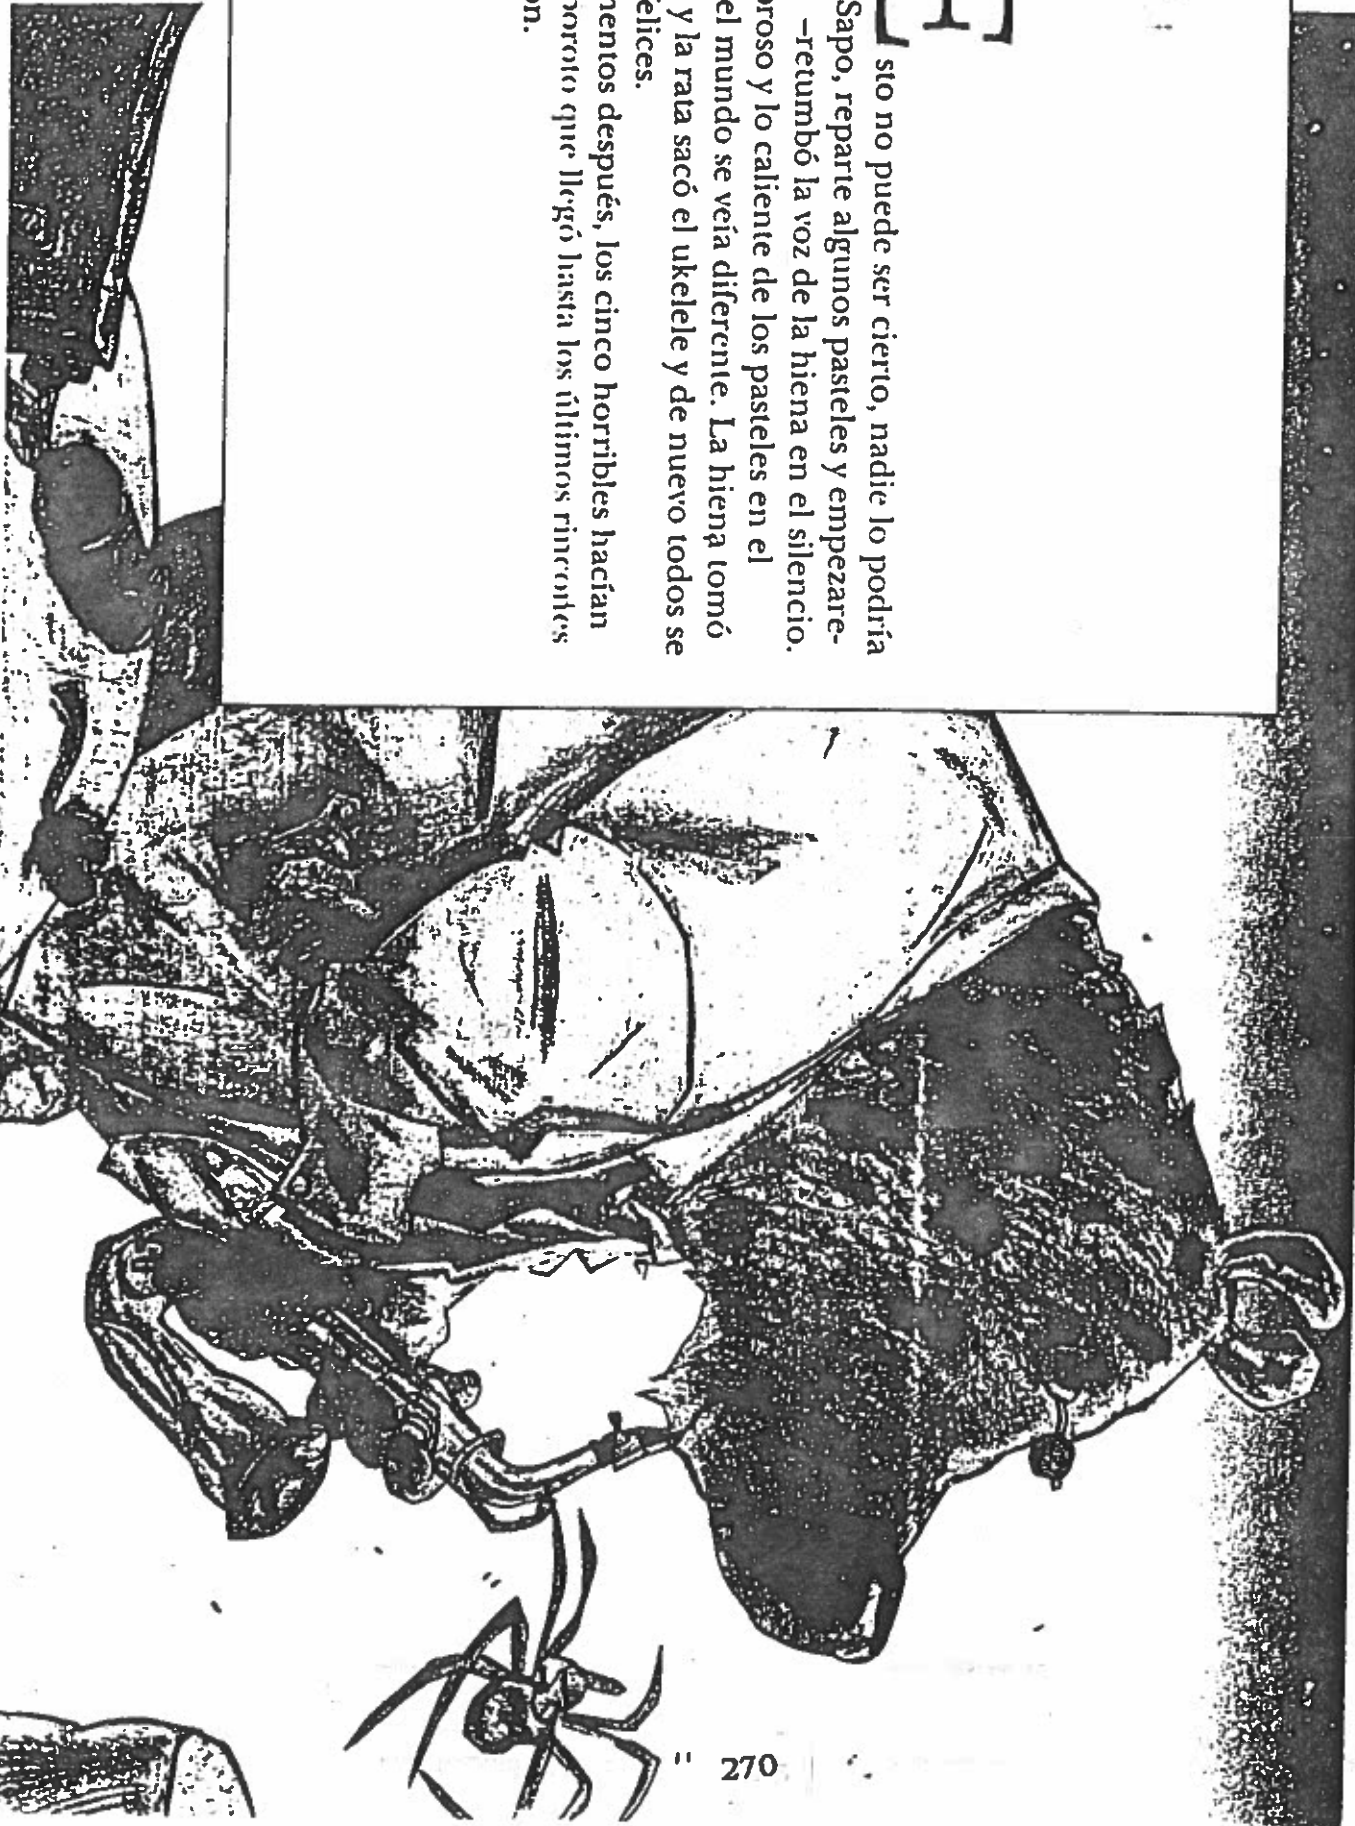 E
sto no puede ser cierto, nadie lo podría
Sapo, reparte algunos pasteles y empezare-
–retumbó la voz de la hiena en el silencio.
oroso y lo caliente de los pasteles en el
el mundo se veía diferente. La hiena tomó
y la rata sacó el ukelele y de nuevo todos se
elices.
nentos después, los cinco horribles hacían
oroto que llegó hasta los últimos rincones
on.
270